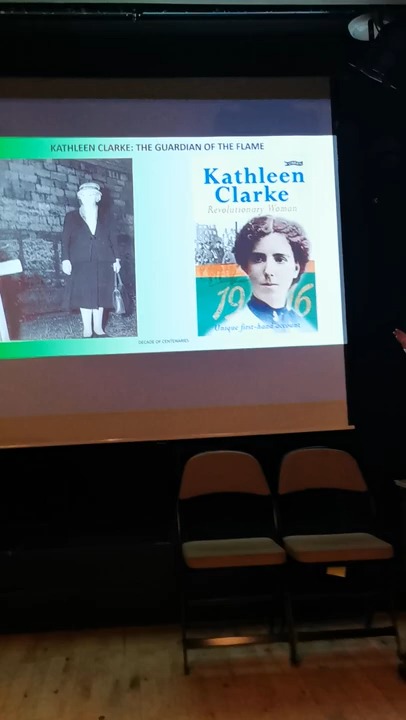 KATHLEEN CLARKE: THE GUARDIAN OF THE FLAME
Kathleen
Clarke
Revolutionary Woman
1916
Unique first-hand account
DECADE OF CENTENARIES